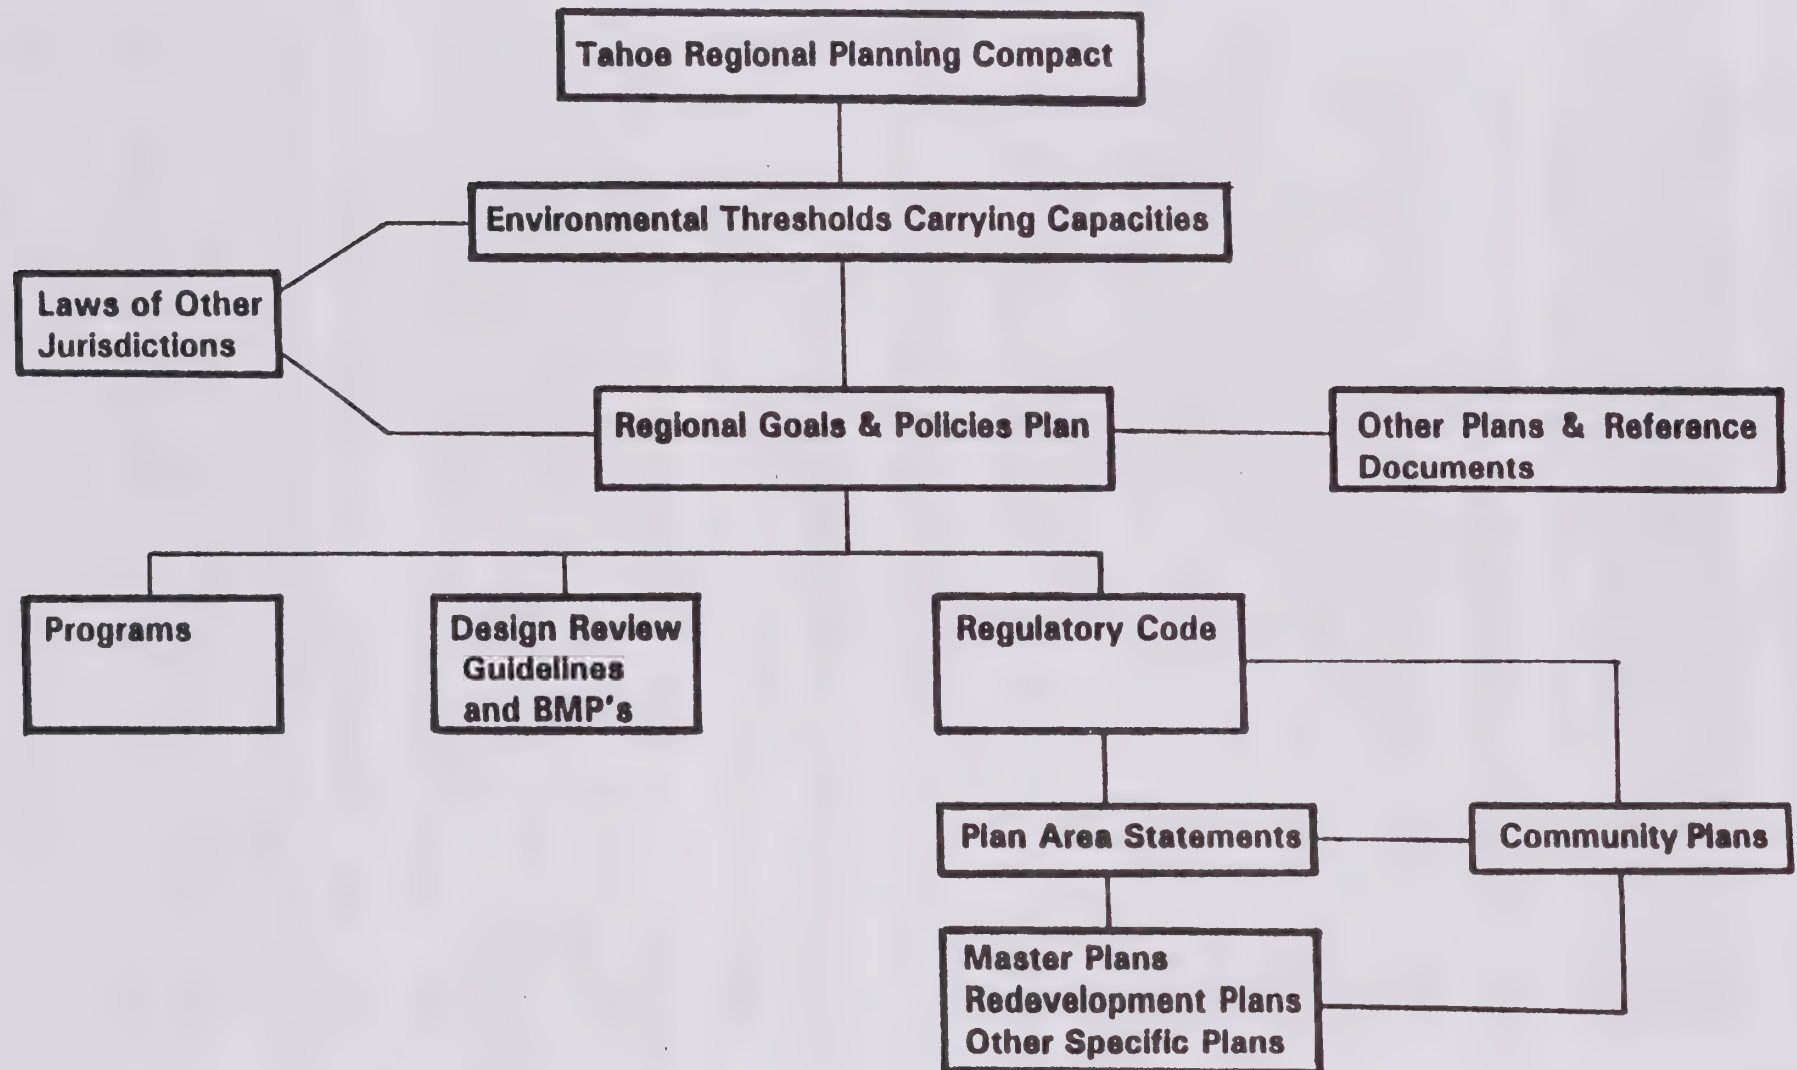 Tahoe Regional Planning Compact
Environmental Thresholds Carrying Capacities
Laws of Other
Jurisdictions
Regional Goals & Policies Plan
Other Plans & Reference
Documents
Programs
Design Review
Guidelines
and BMP's
Regulatory Code
Plan Area Statements
Community Plans
Master Plans
Redevelopment Plans
Other Specific Plans